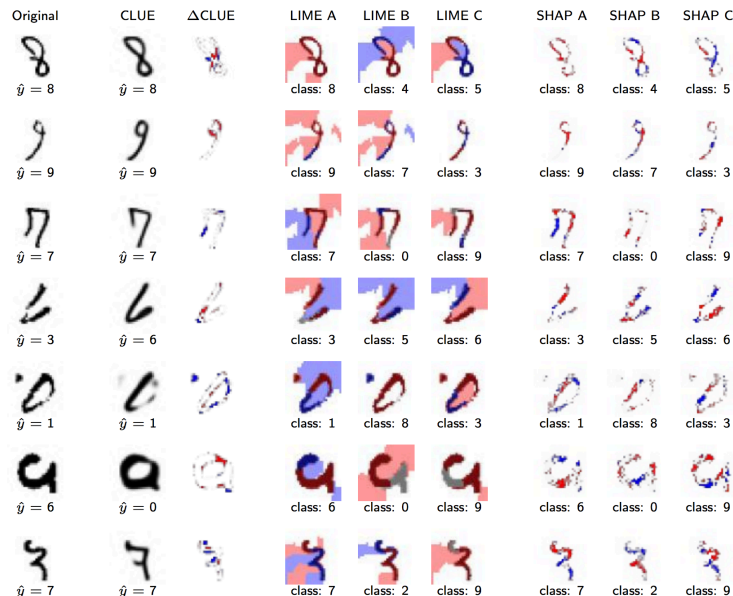 Original CLUE ΔCLUE LIME A LIME B LIME C SHAP A SHAP B SHAP C
ŷ = 8 ŷ = 8 class: 8 class: 4 class: 5 class: 8 class: 4 class: 5
ŷ = 9 ŷ = 9 class: 9 class: 7 class: 3 class: 9 class: 7 class: 3
ŷ = 7 ŷ = 7 class: 7 class: 0 class: 9 class: 7 class: 0 class: 9
ŷ = 3 ŷ = 6 class: 3 class: 5 class: 6 class: 3 class: 5 class: 6
ŷ = 1 ŷ = 1 class: 1 class: 8 class: 3 class: 1 class: 8 class: 3
ŷ = 6 ŷ = 0 class: 6 class: 0 class: 9 class: 6 class: 0 class: 9
ŷ = 7 ŷ = 7 class: 7 class: 2 class: 9 class: 7 class: 2 class: 9